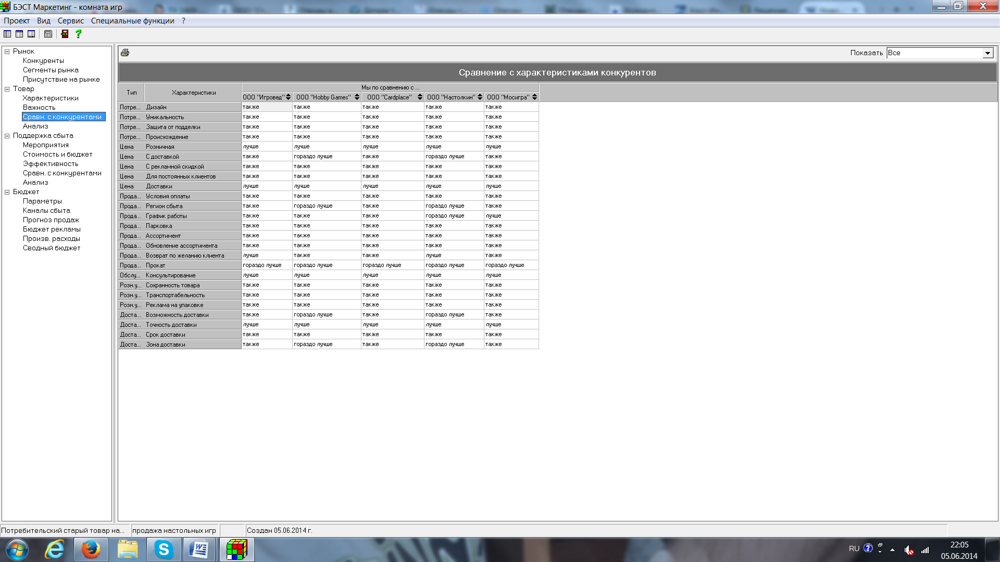 БЭСТ Маркетинг - комната игр
Проект Вид Сервис Специальные функции ?
Рынок
Конкуренты
Сегменты рынка
Присутствие на рынке
Товар
Характеристики
Важность
Сравн. с конкурентами
Анализ
Поддержка сбыта
Мероприятия
Стоимость и бюджет
Эффективность
Сравн. с конкурентами
Анализ
Бюджет
Параметры
Каналы сбыта
Прогноз продаж
Бюджет рекламы
Произв. расходы
Сводный бюджет
Показать Все
Сравнение с характеристиками конкурентов
Тип Характеристики Мы по сравнению с ...
ООО "Игровед" ООО "Hobby Games" ООО "Cardplace" ООО "Настолкин" ООО "Мосигра"
Потре... Дизайн также также также также также
Потре... Уникальность также также также также также
Потре... Защита от подделки также также также также также
Потре... Происхождение также также также также также
Цена Розничная лучше лучше лучше лучше лучше
Цена С доставкой также гораздо лучше также гораздо лучше также
Цена С рекламной скидкой также также также также также
Цена Для постоянных клиентов также также также также также
Цена Доставки лучше лучше лучше лучше лучше
Прода... Условия оплаты также также также также также
Прода... Регион сбыта также гораздо лучше также гораздо лучше также
Прода... График работы также также также гораздо лучше лучше
Прода... Парковка также также также также также
Прода... Ассортимент также также также также также
Прода... Обновление ассортимента также также также также также
Прода... Возврат по желанию клиента лучше также также лучше также
Прода... Прокат гораздо лучше гораздо лучше гораздо лучше гораздо лучше гораздо лучше
Обслу... Консультирование лучше лучше лучше лучше лучше
Розн.у... Сохранность товара также также также также также
Розн.у... Транспортабельность также также также также также
Розн.у... Реклама на упаковке также также также также также
Доста... Возможность доставки также гораздо лучше также гораздо лучше также
Доста... Точность доставки лучше лучше лучше лучше лучше
Доста... Срок доставки также также также также также
Доста... Зона доставки также гораздо лучше также гораздо лучше также
Потребительский старый товар на... продажа настольных игр Создан 05.06.2014 г.
RU 22:05
05.06.2014